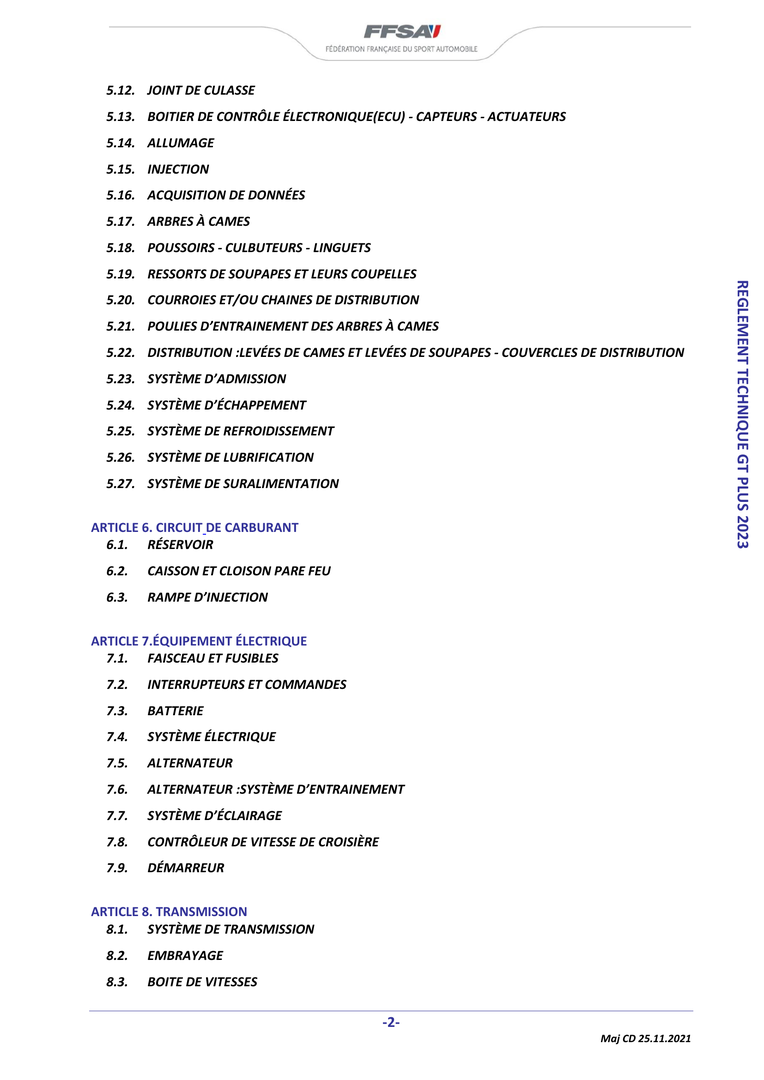 FFSA
FÉDÉRATION FRANÇAISE DU SPORT AUTOMOBILE
5.12. JOINT DE CULASSE
5.13. BOITIER DE CONTRÔLE ÉLECTRONIQUE(ECU) - CAPTEURS - ACTUATEURS
5.14. ALLUMAGE
5.15. INJECTION
5.16. ACQUISITION DE DONNÉES
5.17. ARBRES À CAMES
5.18. POUSSOIRS - CULBUTEURS - LINGUETS
5.19. RESSORTS DE SOUPAPES ET LEURS COUPELLES
5.20. COURROIES ET/OU CHAINES DE DISTRIBUTION
5.21. POULIES D’ENTRAINEMENT DES ARBRES À CAMES
5.22. DISTRIBUTION :LEVÉES DE CAMES ET LEVÉES DE SOUPAPES - COUVERCLES DE DISTRIBUTION
5.23. SYSTÈME D’ADMISSION
5.24. SYSTÈME D’ÉCHAPPEMENT
5.25. SYSTÈME DE REFROIDISSEMENT
5.26. SYSTÈME DE LUBRIFICATION
5.27. SYSTÈME DE SURALIMENTATION
ARTICLE 6. CIRCUIT DE CARBURANT
6.1. RÉSERVOIR
6.2. CAISSON ET CLOISON PARE FEU
6.3. RAMPE D’INJECTION
ARTICLE 7.ÉQUIPEMENT ÉLECTRIQUE
7.1. FAISCEAU ET FUSIBLES
7.2. INTERRUPTEURS ET COMMANDES
7.3. BATTERIE
7.4. SYSTÈME ÉLECTRIQUE
7.5. ALTERNATEUR
7.6. ALTERNATEUR :SYSTÈME D’ENTRAINEMENT
7.7. SYSTÈME D’ÉCLAIRAGE
7.8. CONTRÔLEUR DE VITESSE DE CROISIÈRE
7.9. DÉMARREUR
ARTICLE 8. TRANSMISSION
8.1. SYSTÈME DE TRANSMISSION
8.2. EMBRAYAGE
8.3. BOITE DE VITESSES
REGLEMENT TECHNIQUE GT PLUS 2023
-2-
Maj CD 25.11.2021